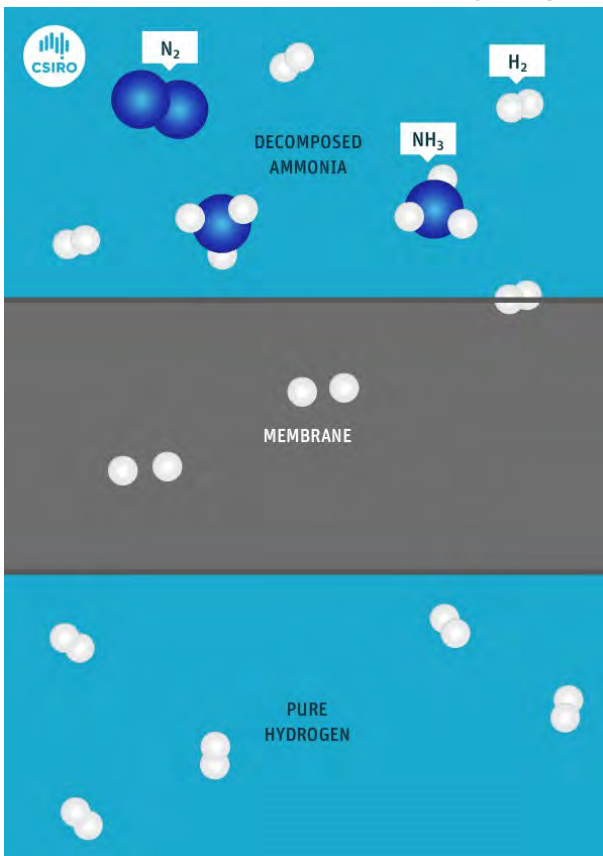 CSIRO
N₂
H₂
DECOMPOSED
AMMONIA
NH₃
MEMBRANE
PURE
HYDROGEN